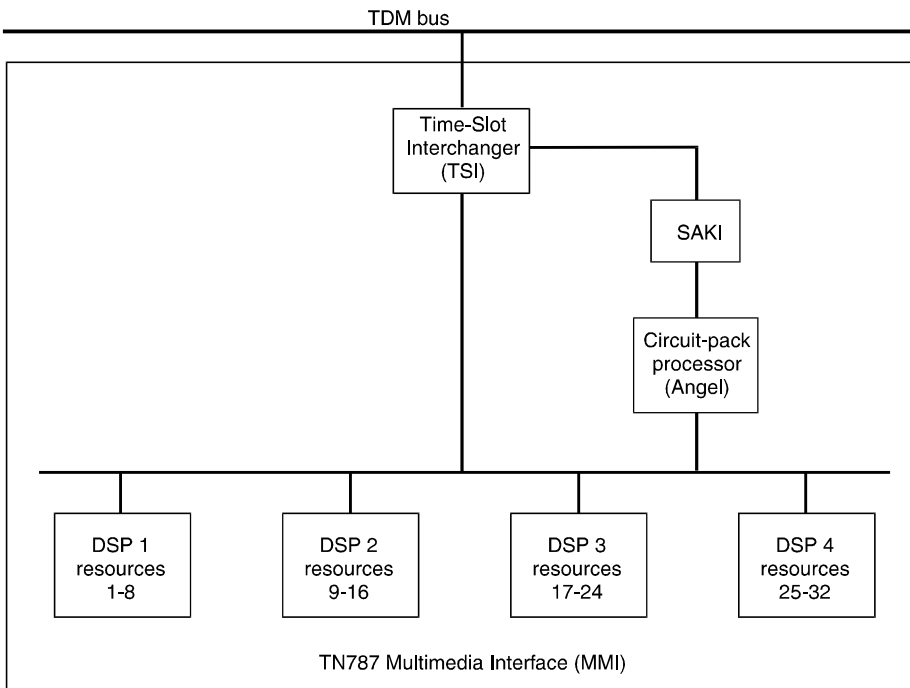 TDM bus
Time-Slot
Interchanger
(TSI)
SAKI
Circuit-pack
processor
(Angel)
DSP 1
resources
1-8
DSP 2
resources
9-16
DSP 3
resources
17-24
DSP 4
resources
25-32
TN787 Multimedia Interface (MMI)